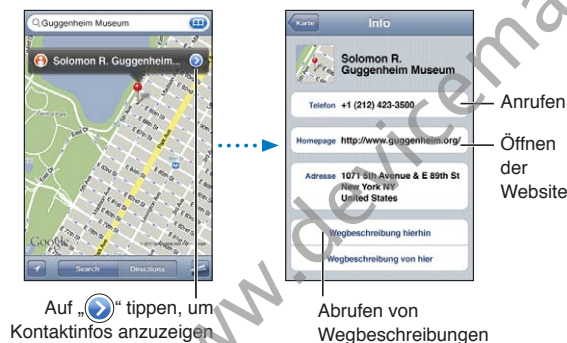 Guggenheim Museum
Solomon R. Guggenheim...
Google
Search
Directions
Auf „ “ tippen, um
Kontaktinfos anzuzeigen
Karte
Info
Solomon R.
Guggenheim Museum
Telefon +1 (212) 423-3500
Homepage http://www.guggenheim.org/
Adresse 1071 5th Avenue & E 89th St
New York NY
United States
Wegbeschreibung hierhin
Wegbeschreibung von hier
Anrufen
Öffnen
der
Website
Abrufen von
Wegbeschreibungen